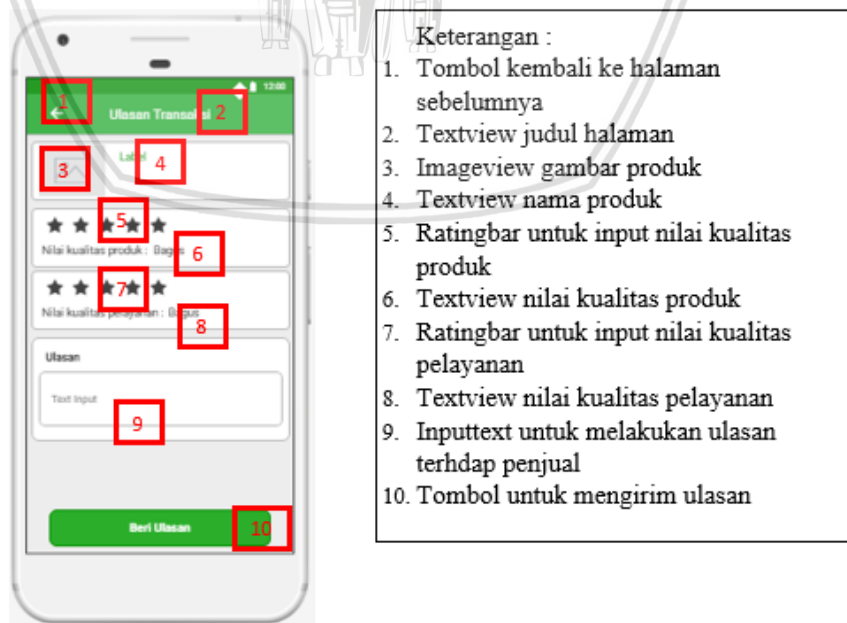 12:00
1
Ulasan Transaksi
2
3
Label
4
5
Nilai kualitas produk : Bagus
6
7
Nilai kualitas pelayanan : Bagus
8
Ulasan
Text Input
9
Beri Ulasan
10
Keterangan :
1. Tombol kembali ke halaman
sebelumnya
2. Textview judul halaman
3. Imageview gambar produk
4. Textview nama produk
5. Ratingbar untuk input nilai kualitas
produk
6. Textview nilai kualitas produk
7. Ratingbar untuk input nilai kualitas
pelayanan
8. Textview nilai kualitas pelayanan
9. Inputtext untuk melakukan ulasan
terhdap penjual
10. Tombol untuk mengirim ulasan